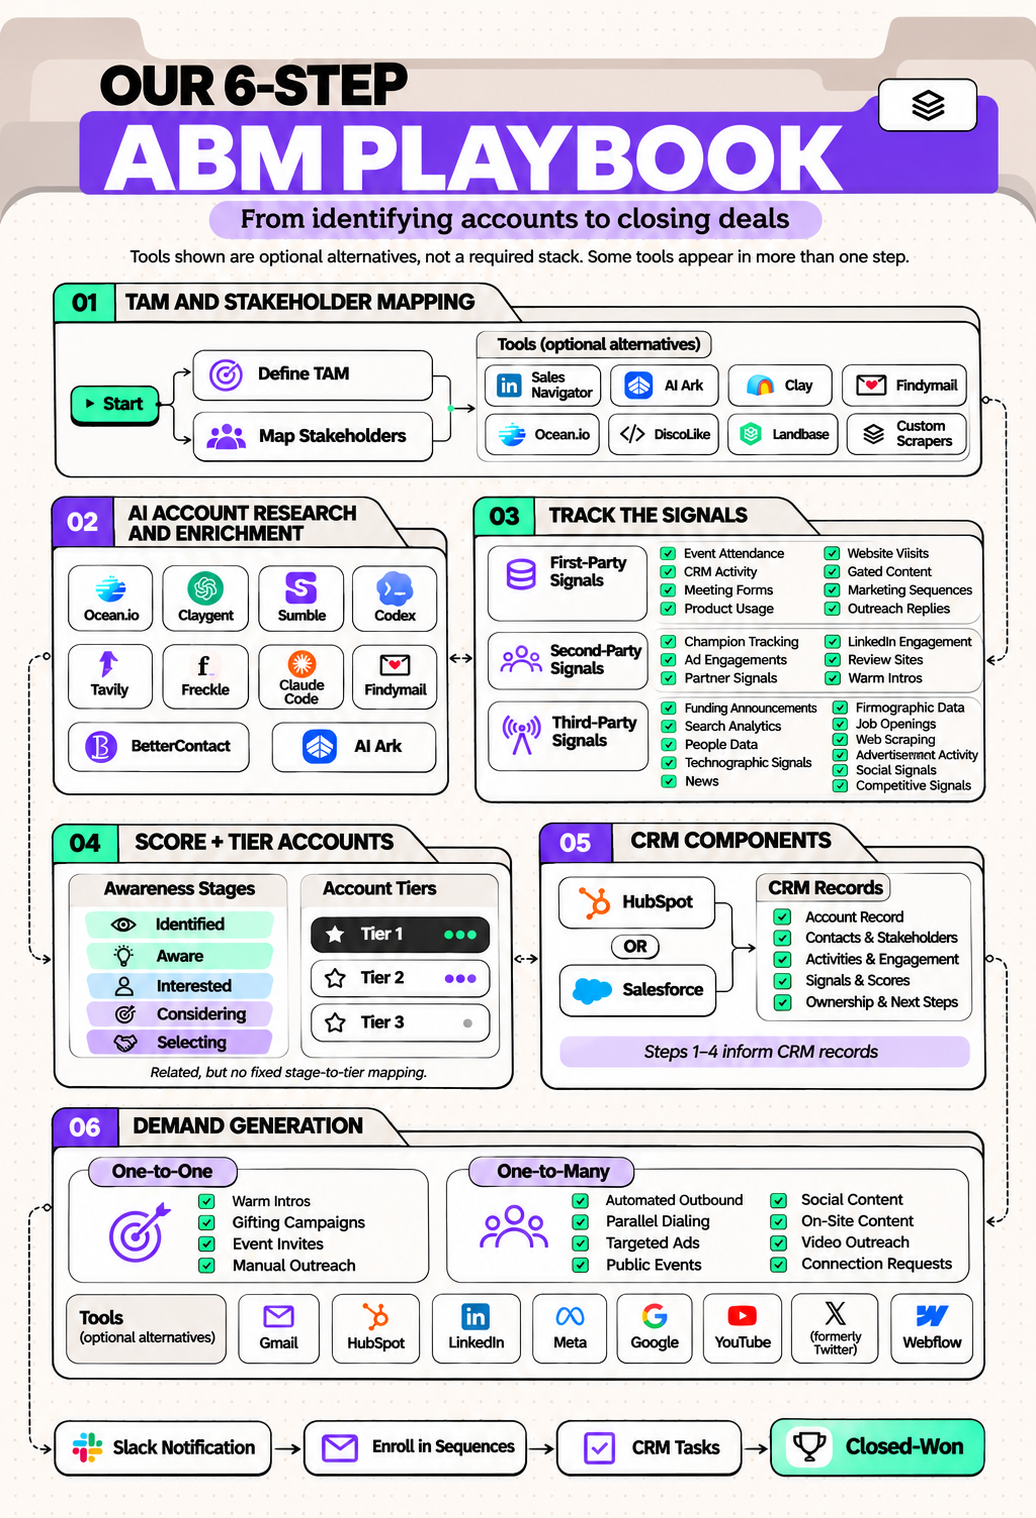 OUR 6-STEP
ABM PLAYBOOK
From identifying accounts to closing deals
Tools shown are optional alternatives, not a required stack. Some tools appear in more than one step.
01
TAM AND STAKEHOLDER MAPPING
Start
Define TAM
Map Stakeholders
Tools (optional alternatives)
in
Sales
Navigator
AI Ark
Clay
Findymail
Ocean.io
DiscoLike
Landbase
Custom
Scrapers
02
AI ACCOUNT RESEARCH
AND ENRICHMENT
Ocean.io
Claygent
Sumble
Codex
Tavily
Freckle
Claude
Code
Findymail
BetterContact
AI Ark
03
TRACK THE SIGNALS
First-Party
Signals
Event Attendance
CRM Activity
Meeting Forms
Product Usage
Website Viisits
Gated Content
Marketing Sequences
Outreach Replies
Second-Party
Signals
Champion Tracking
Ad Engagements
Partner Signals
LinkedIn Engagement
Review Sites
Warm Intros
Third-Party
Signals
Funding Announcements
Search Analytics
People Data
Technographic Signals
News
Firmographic Data
Job Openings
Web Scraping
Advertisement Activity
Social Signals
Competitive Signals
04
SCORE + TIER ACCOUNTS
Awareness Stages
Identified
Aware
Interested
Considering
Selecting
Account Tiers
Tier 1
Tier 2
Tier 3
Related, but no fixed stage-to-tier mapping.
05
CRM COMPONENTS
HubSpot
OR
Salesforce
CRM Records
Account Record
Contacts & Stakeholders
Activities & Engagement
Signals & Scores
Ownership & Next Steps
Steps 1–4 inform CRM records
06
DEMAND GENERATION
One-to-One
Warm Intros
Gifting Campaigns
Event Invites
Manual Outreach
One-to-Many
Automated Outbound
Parallel Dialing
Targeted Ads
Public Events
Social Content
On-Site Content
Video Outreach
Connection Requests
Tools
(optional alternatives)
Gmail
HubSpot
in
LinkedIn
Meta
Google
YouTube
X
(formerly
Twitter)
Webflow
Slack Notification
Enroll in Sequences
CRM Tasks
Closed-Won